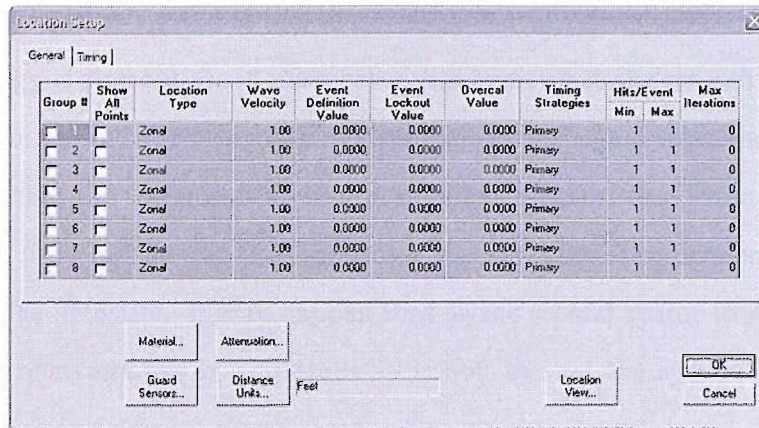 Location Setup
General Timing
Group # Show All Points Location Type Wave Velocity Event Definition Value Event Lockout Value Overcal Value Timing Strategies Hits/Event Min Max Max Iterations
1 Zonal 1.00 0.0000 0.0000 0.0000 Primary 1 1 0
2 Zonal 1.00 0.0000 0.0000 0.0000 Primary 1 1 0
3 Zonal 1.00 0.0000 0.0000 0.0000 Primary 1 1 0
4 Zonal 1.00 0.0000 0.0000 0.0000 Primary 1 1 0
5 Zonal 1.00 0.0000 0.0000 0.0000 Primary 1 1 0
6 Zonal 1.00 0.0000 0.0000 0.0000 Primary 1 1 0
7 Zonal 1.00 0.0000 0.0000 0.0000 Primary 1 1 0
8 Zonal 1.00 0.0000 0.0000 0.0000 Primary 1 1 0
Material... Attenuation...
Guard Sensors... Distance Units... Feet Location View... OK
Cancel